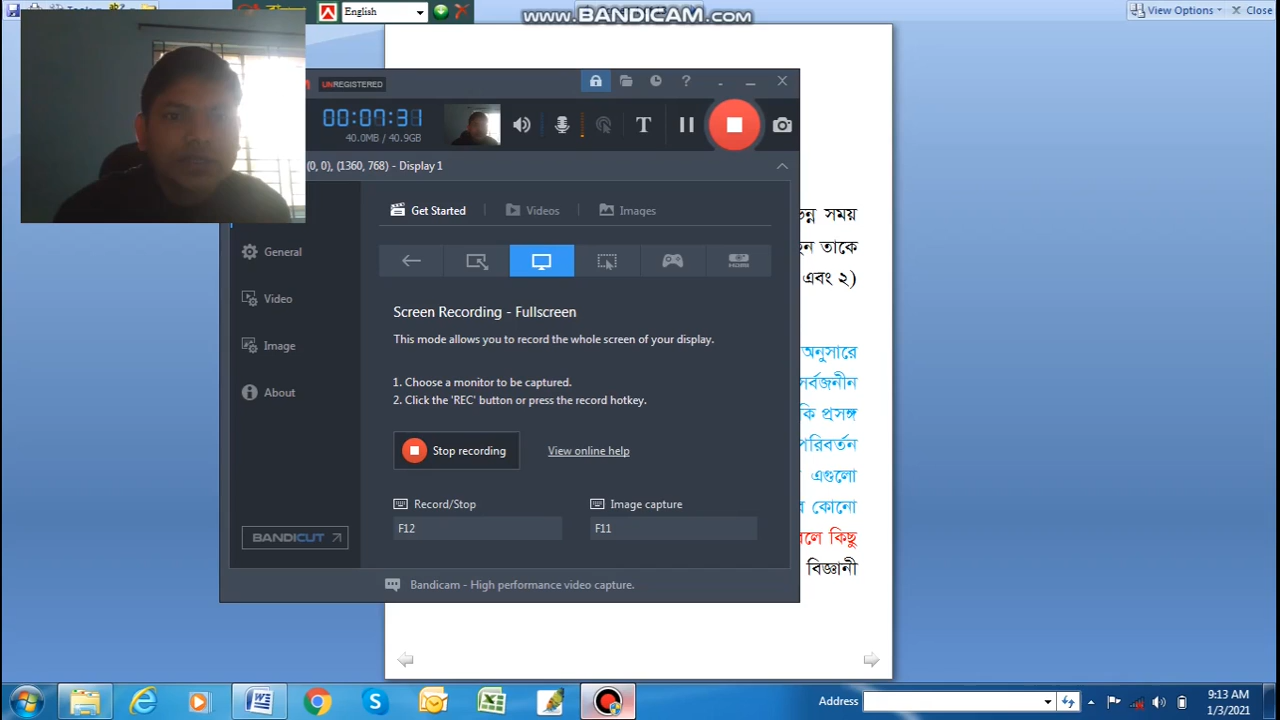 English
WWW.BANDICAM.COM
View Options
Close
UNREGISTERED
00:07:31
40.0MB / 40.9GB
(0, 0), (1360, 768) - Display 1
Get Started
Videos
Images
General
Video
Image
About
Screen Recording - Fullscreen
This mode allows you to record the whole screen of your display.
1. Choose a monitor to be captured.
2. Click the 'REC' button or press the record hotkey.
Stop recording
View online help
Record/Stop
Image capture
F12
F11
BANDICUT
Bandicam - High performance video capture.
সময়
তাকে
এবং ২)
অনুসারে
সর্বজনীন
প্রসঙ্গ
পরিবর্তন
এগুলো
কোনো
কিছু
বিজ্ঞানী
Address
9:13 AM
1/3/2021